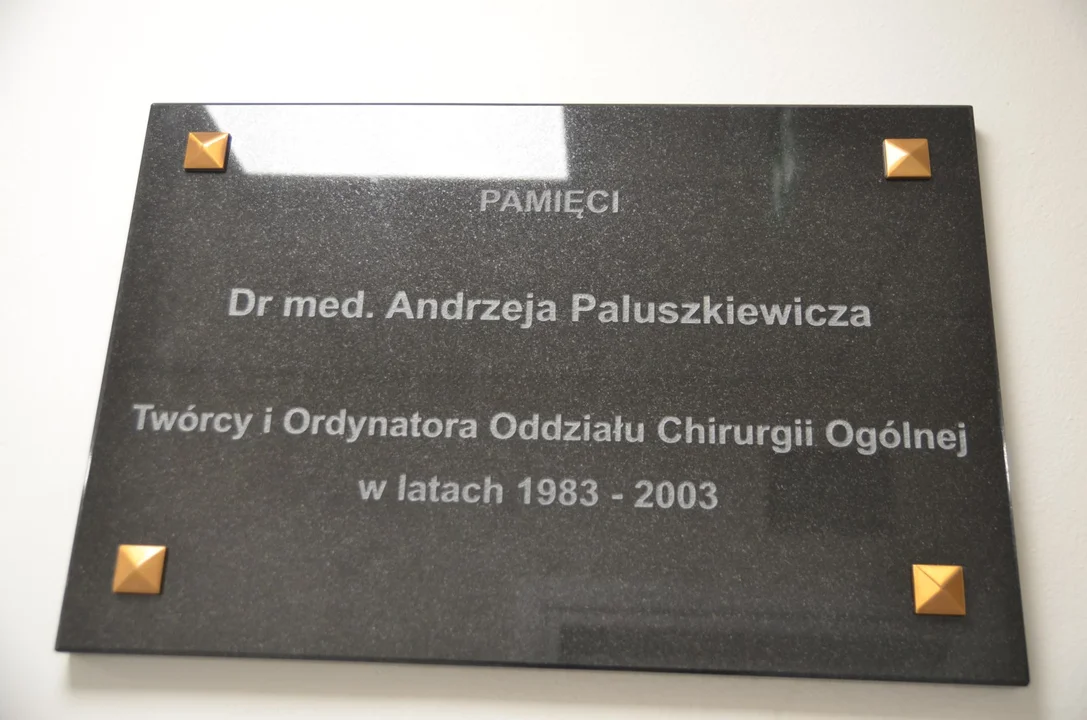 PAMIĘCI
Dr med. Andrzeja Paluszkiewicza
Twórcy i Ordynatora Oddziału Chirurgii Ogólnej
w latach 1983 - 2003